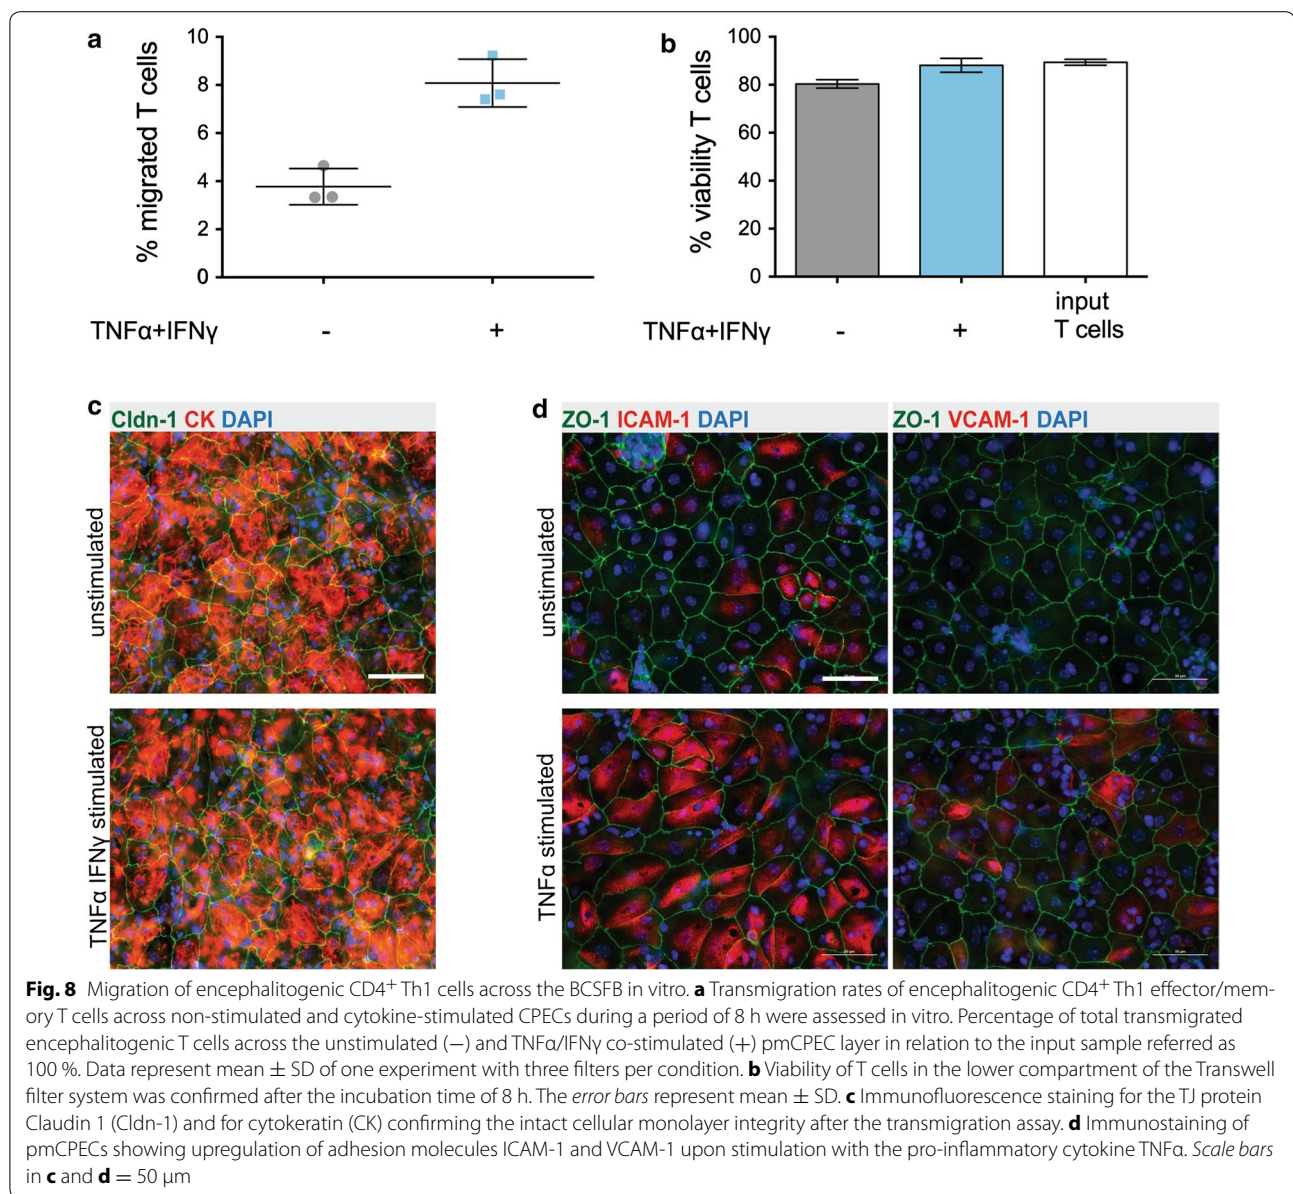 a
10
8
6
4
2
0
% migrated T cells
TNFα+IFNγ
-
+
b
100
80
60
40
20
0
% viability T cells
TNFα+IFNγ
-
+
input
T cells
c
Cldn-1 CK DAPI
unstimulated
TNFα IFNγ stimulated
d
ZO-1 ICAM-1 DAPI
ZO-1 VCAM-1 DAPI
unstimulated
TNFα stimulated
Fig. 8 Migration of encephalitogenic CD4⁺ Th1 cells across the BCSFB in vitro. a Transmigration rates of encephalitogenic CD4⁺ Th1 effector/mem-
ory T cells across non-stimulated and cytokine-stimulated CPECs during a period of 8 h were assessed in vitro. Percentage of total transmigrated
encephalitogenic T cells across the unstimulated (−) and TNFα/IFNγ co-stimulated (+) pmCPEC layer in relation to the input sample referred as
100 %. Data represent mean ± SD of one experiment with three filters per condition. b Viability of T cells in the lower compartment of the Transwell
filter system was confirmed after the incubation time of 8 h. The error bars represent mean ± SD. c Immunofluorescence staining for the TJ protein
Claudin 1 (Cldn-1) and for cytokeratin (CK) confirming the intact cellular monolayer integrity after the transmigration assay. d Immunostaining of
pmCPECs showing upregulation of adhesion molecules ICAM-1 and VCAM-1 upon stimulation with the pro-inflammatory cytokine TNFα. Scale bars
in c and d = 50 μm